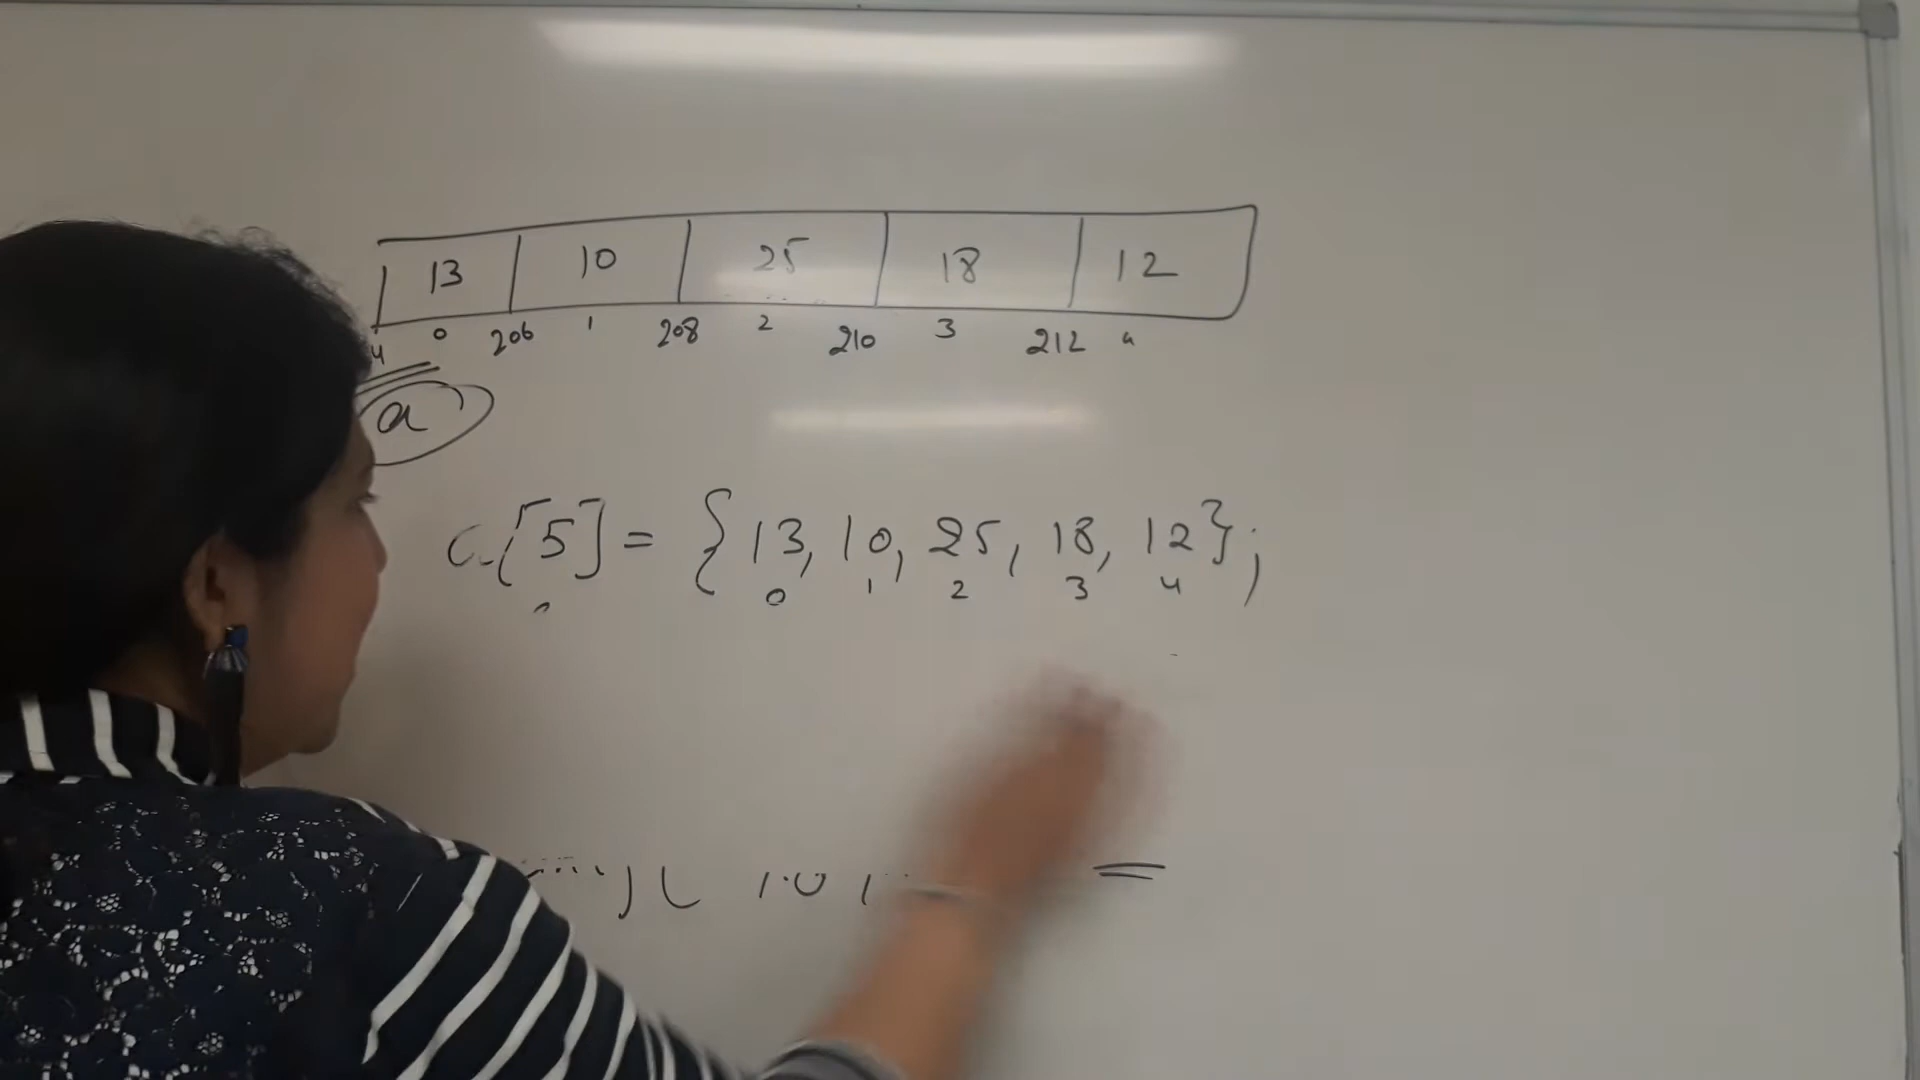 13 10 25 18 12
4 0 206 1 208 2 210 3 212 4
a
a[5] = {13, 10, 25, 18, 12};
0 1 2 3 4
=